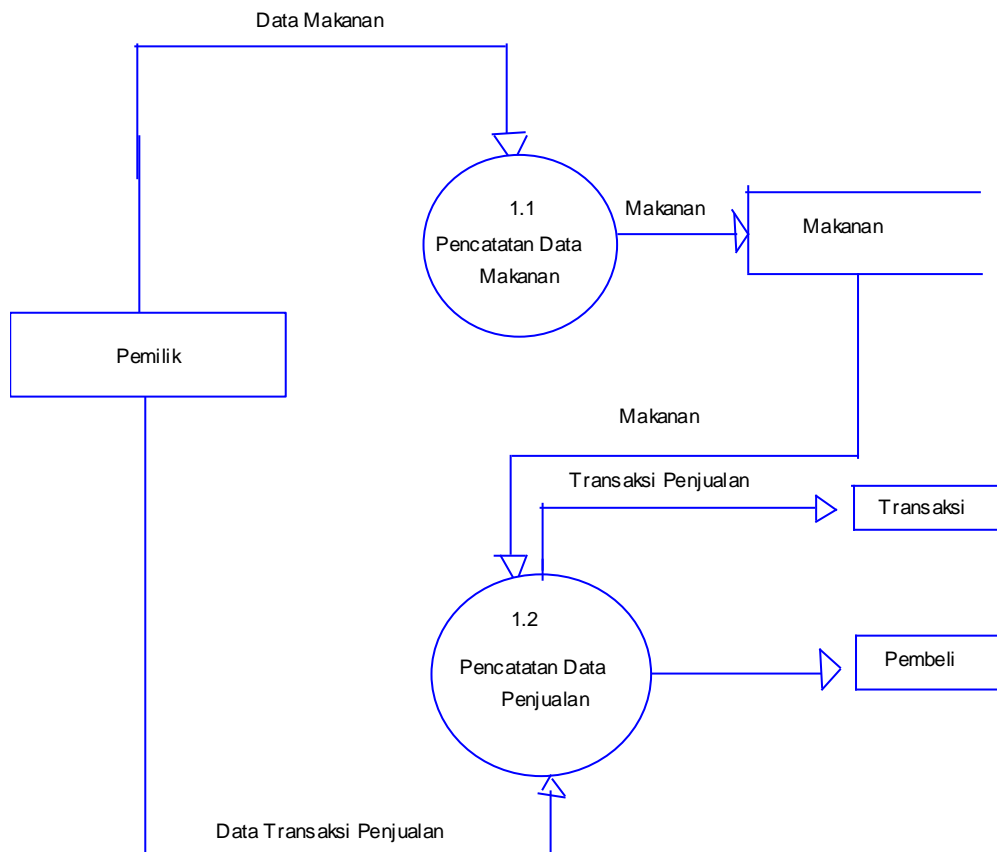 Data Makanan
1.1
Pencatatan Data
Makanan
Makanan
Makanan
Pemilik
Makanan
Transaksi Penjualan
Transaksi
1.2
Pencatatan Data
Penjualan
Pembeli
Data Transaksi Penjualan